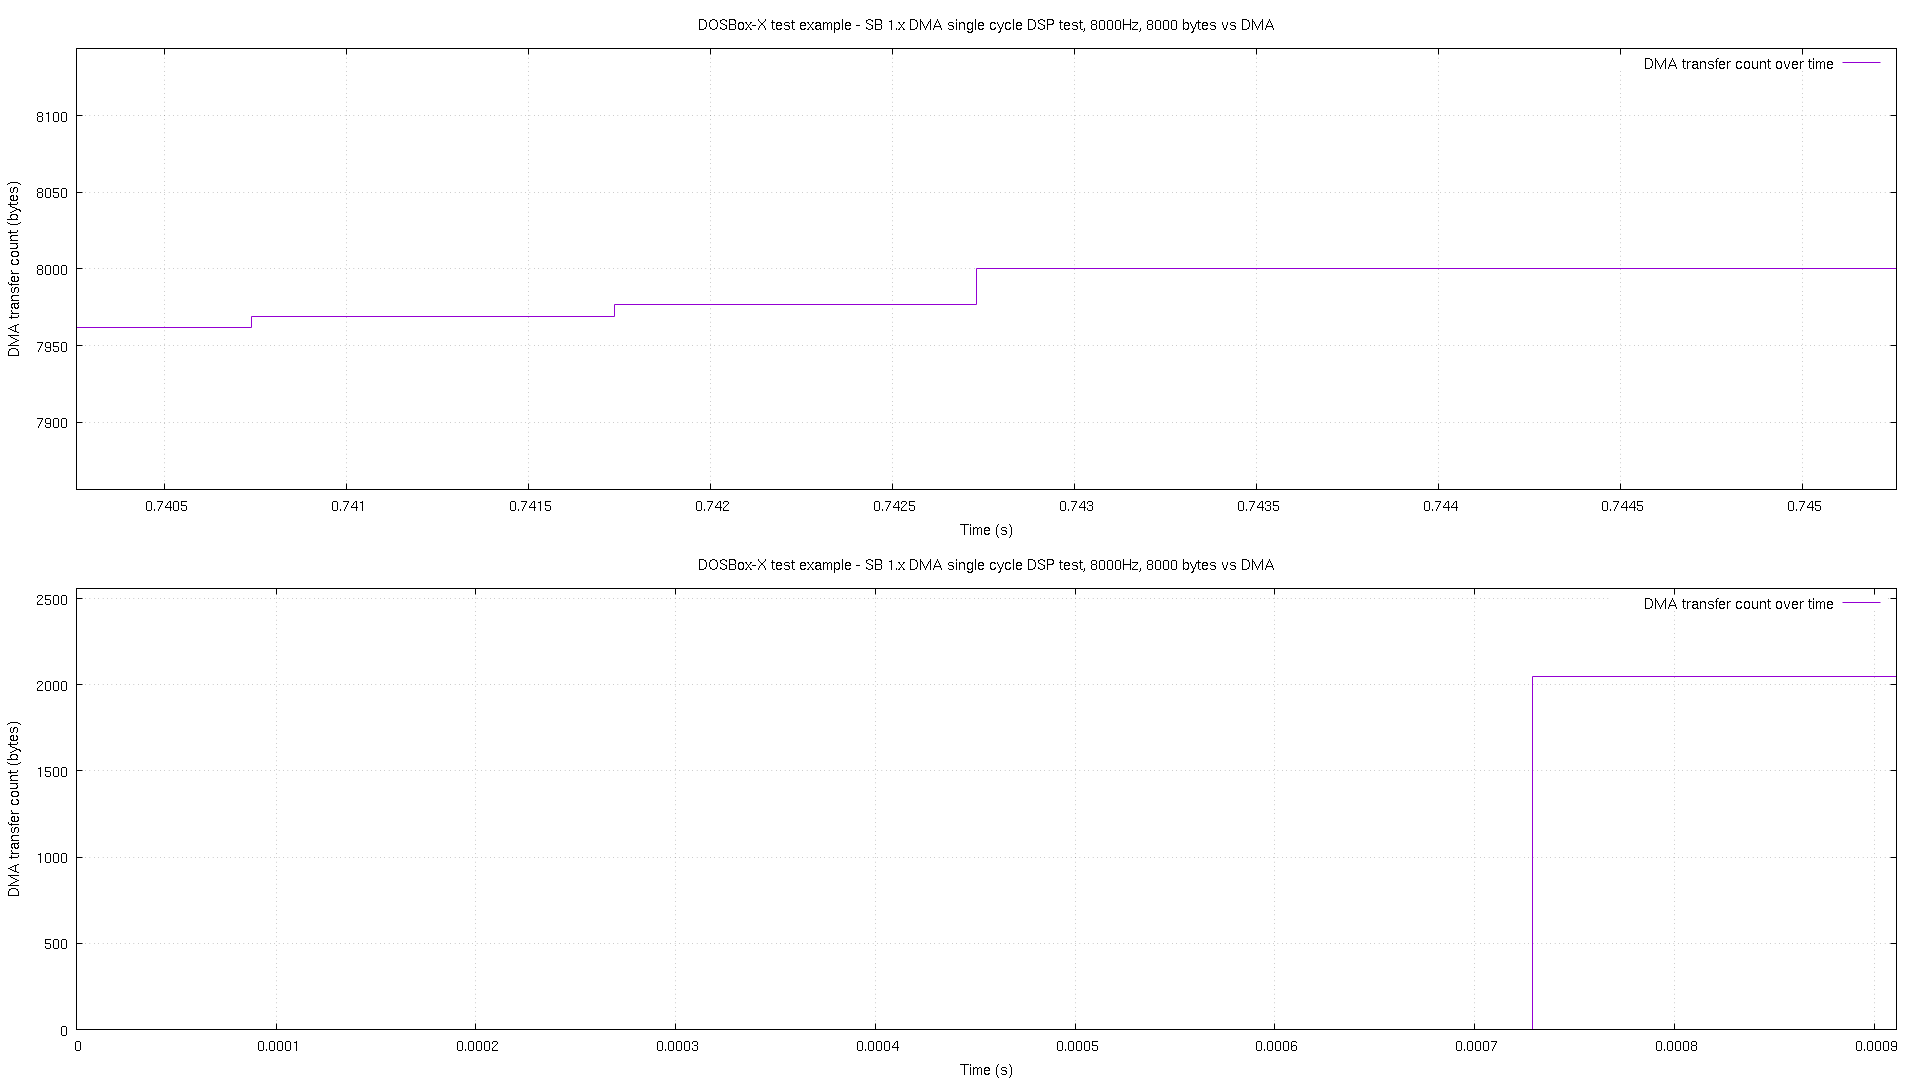 DOSBox-X test example - SB 1.x DMA single cycle DSP test, 8000Hz, 8000 bytes vs DMA
DMA transfer count over time
DMA transfer count (bytes)
8100
8050
8000
7950
7900
0.7405 0.741 0.7415 0.742 0.7425 0.743 0.7435 0.744 0.7445 0.745
Time (s)
DOSBox-X test example - SB 1.x DMA single cycle DSP test, 8000Hz, 8000 bytes vs DMA
DMA transfer count over time
DMA transfer count (bytes)
2500
2000
1500
1000
500
0
0 0.0001 0.0002 0.0003 0.0004 0.0005 0.0006 0.0007 0.0008 0.0009
Time (s)